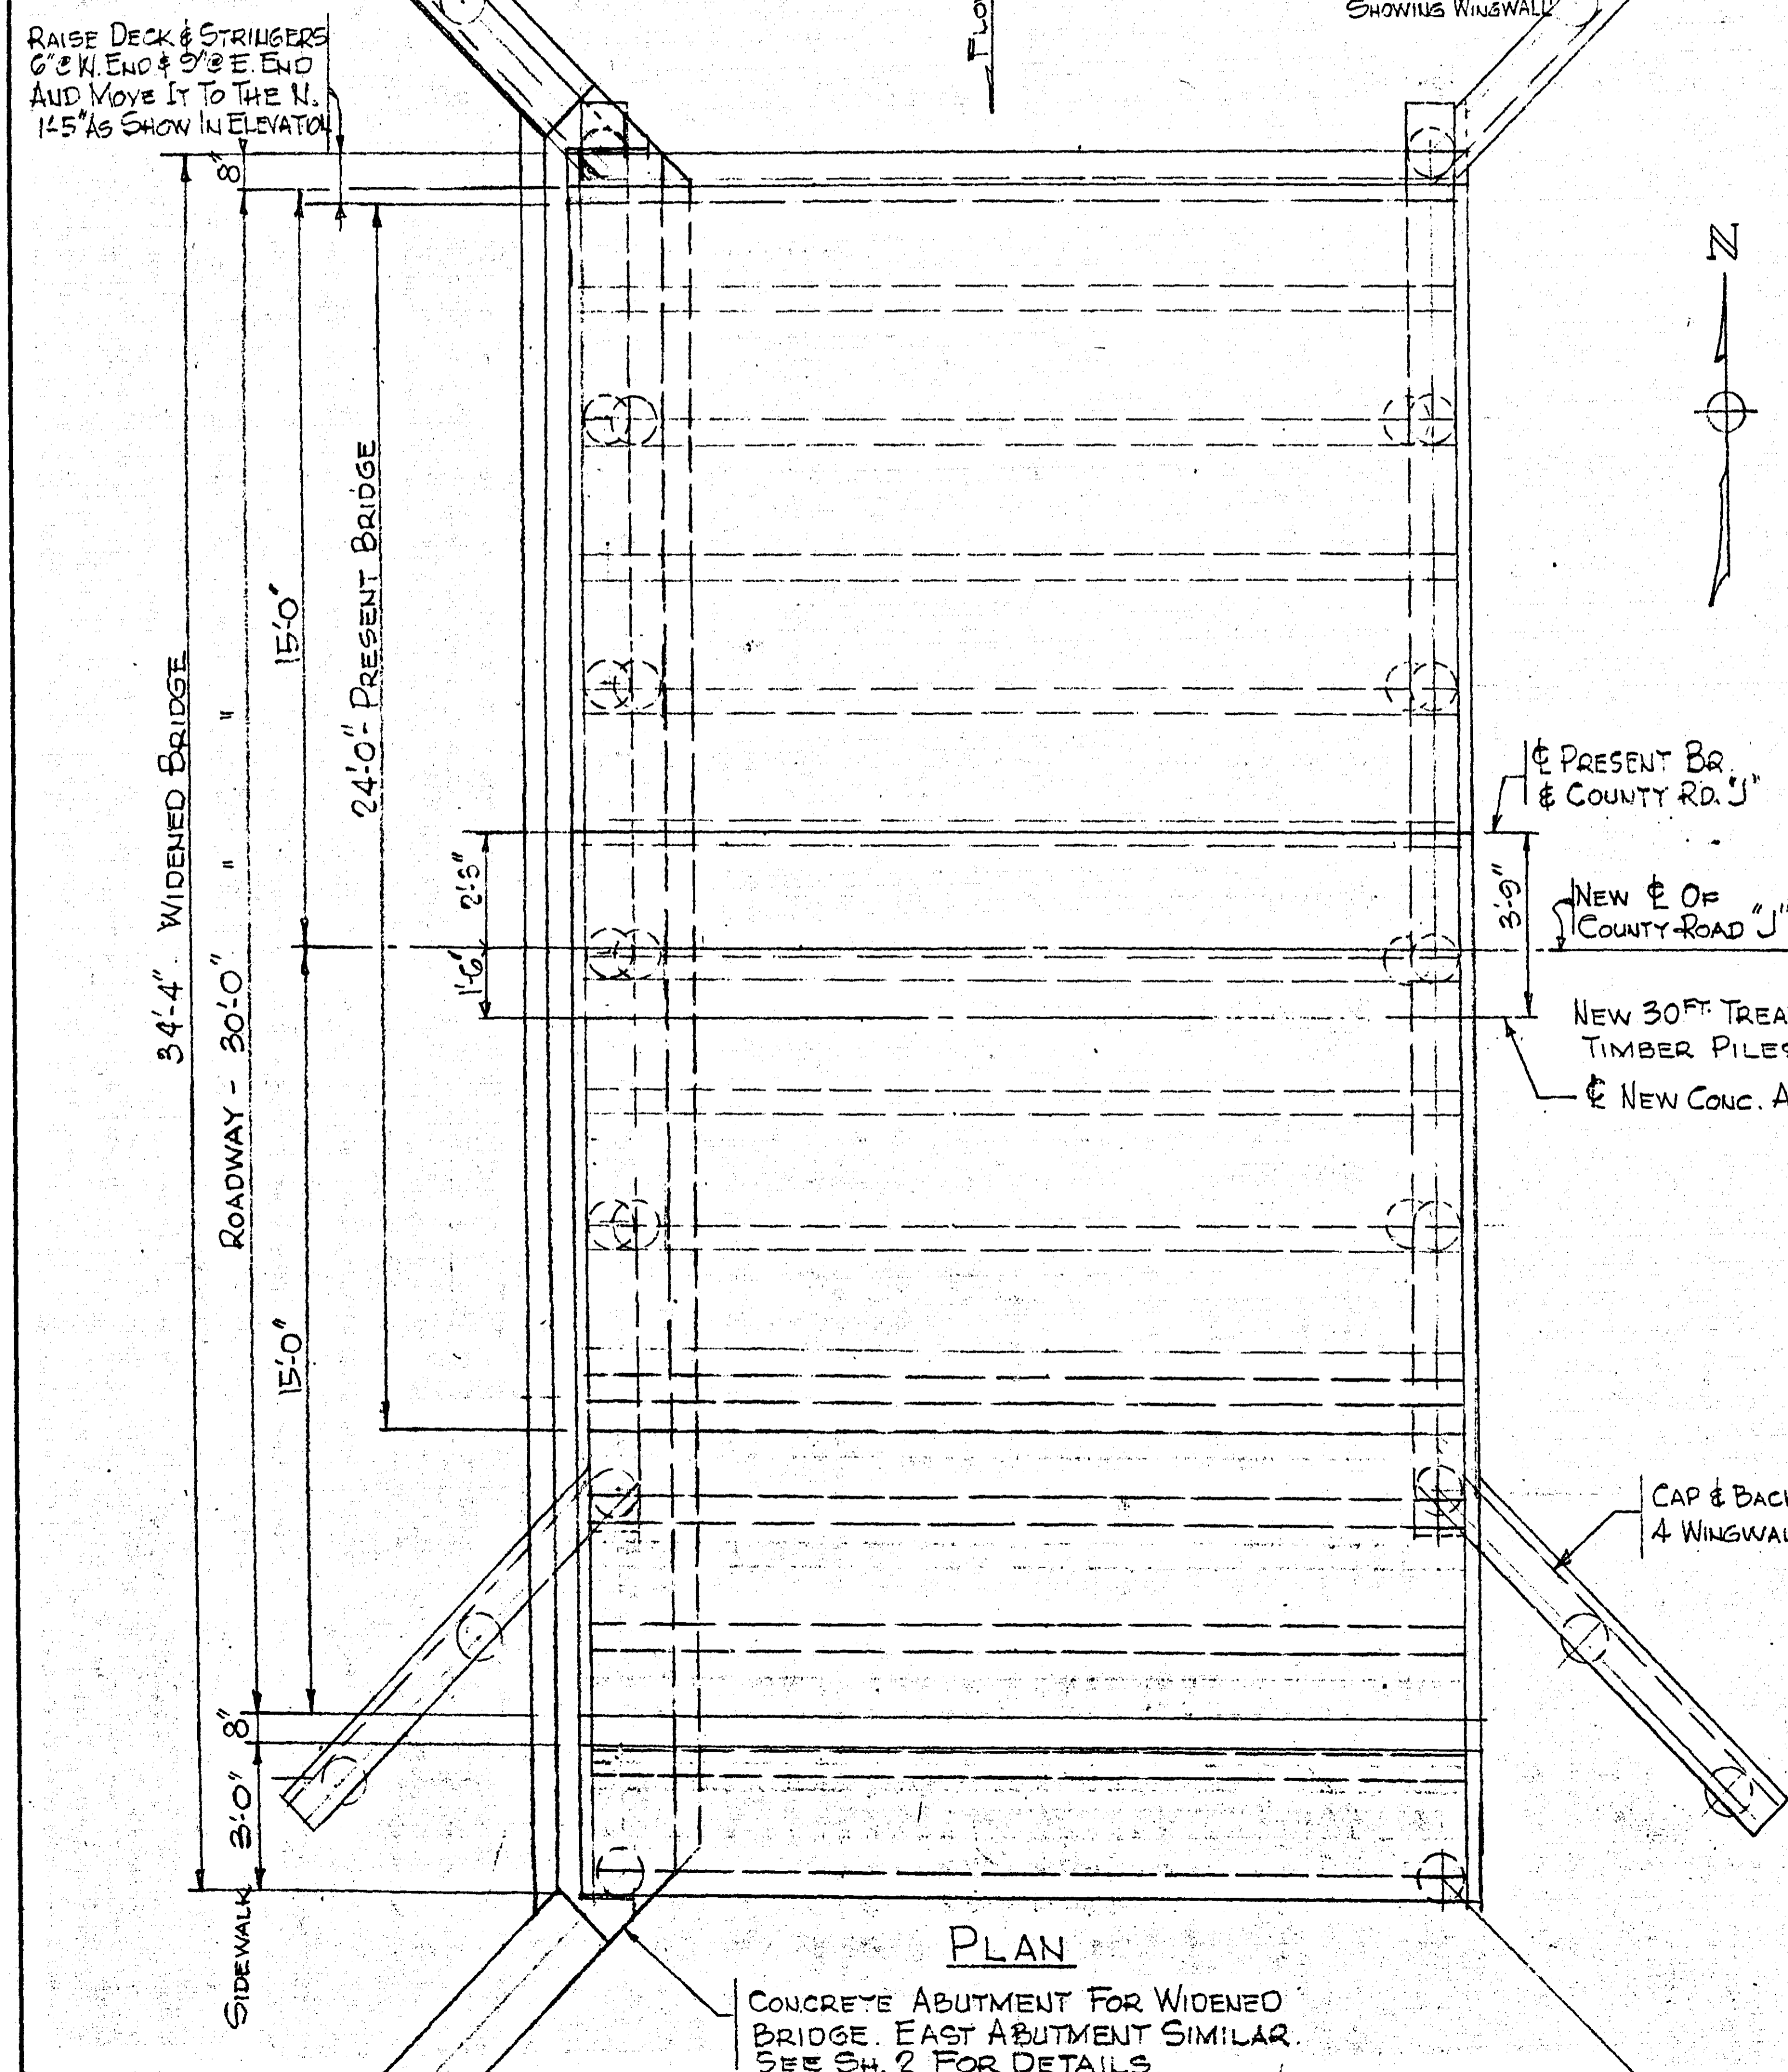 RAISE DECK & STRINGERS
6"@ W. END & 9"@ E. END
AND MOVE IT TO THE N.
1'-5" AS SHOW IN ELEVATION
SHOWING WINGWALL
FLO
N
8"
15'-0"
24'-0"- PRESENT BRIDGE
34'-4" WIDENED BRIDGE
ROADWAY - 30'-0" " "
2'-3"
1'-6"
3'-9"
℄ PRESENT BR.
& COUNTY RD. "J"
NEW ℄ OF
COUNTY ROAD "J"
NEW 30 FT. TREA
TIMBER PILES
℄ NEW CONC. A
15'-0"
CAP & BACK
4 WINGWAL
8"
3'-0"
SIDEWALK
PLAN
CONCRETE ABUTMENT FOR WIDENED
BRIDGE. EAST ABUTMENT SIMILAR.
SEE SH. 2 FOR DETAILS